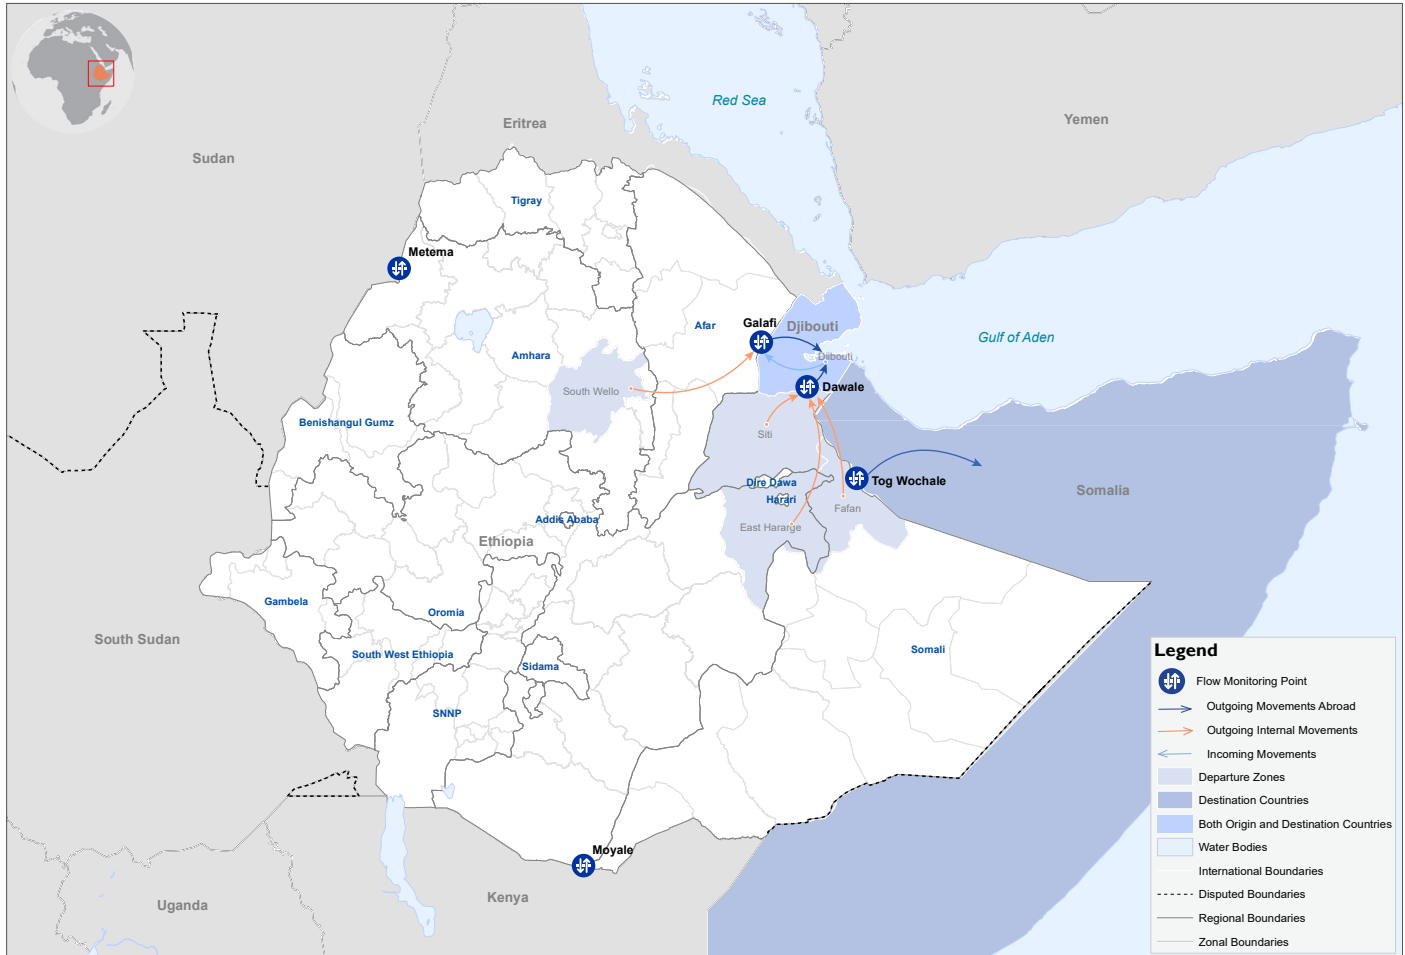 Red Sea
Yemen
Eritrea
Sudan
Tigray
Metema
Galafi
Djibouti
Afar
Gulf of Aden
Amhara
Djibouti
Dawale
South Wello
Benishangul Gumz
Siti
Dire Dawa
Tog Wochale
Somalia
Harari
Fafan
Addis Ababa
East Hararge
Ethiopia
Gambela
Oromia
South Sudan
South West Ethiopia
Sidama
Somali
SNNP
Moyale
Kenya
Uganda
Legend
Flow Monitoring Point
Outgoing Movements Abroad
Outgoing Internal Movements
Incoming Movements
Departure Zones
Destination Countries
Both Origin and Destination Countries
Water Bodies
International Boundaries
Disputed Boundaries
Regional Boundaries
Zonal Boundaries